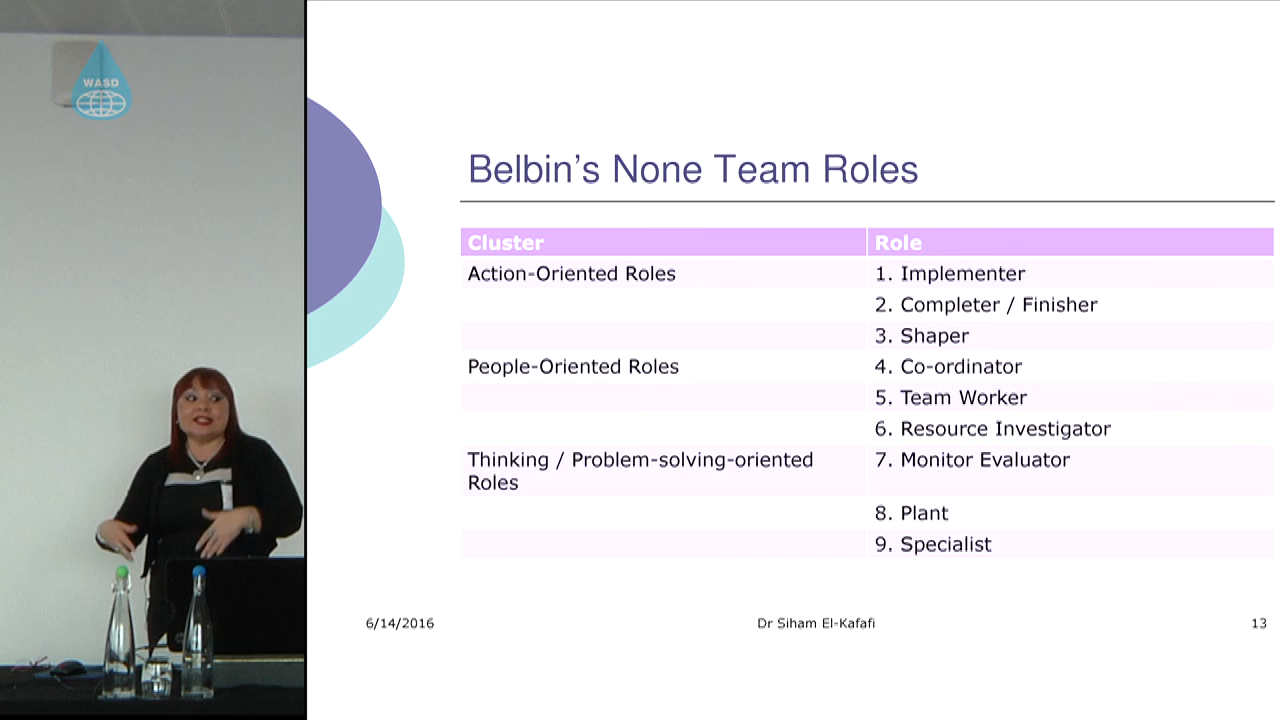 WASD
Belbin's None Team Roles
Cluster Role
Action-Oriented Roles 1. Implementer
2. Completer / Finisher
3. Shaper
People-Oriented Roles 4. Co-ordinator
5. Team Worker
6. Resource Investigator
Thinking / Problem-solving-oriented 7. Monitor Evaluator
Roles
8. Plant
9. Specialist
6/14/2016 Dr Siham El-Kafafi 13